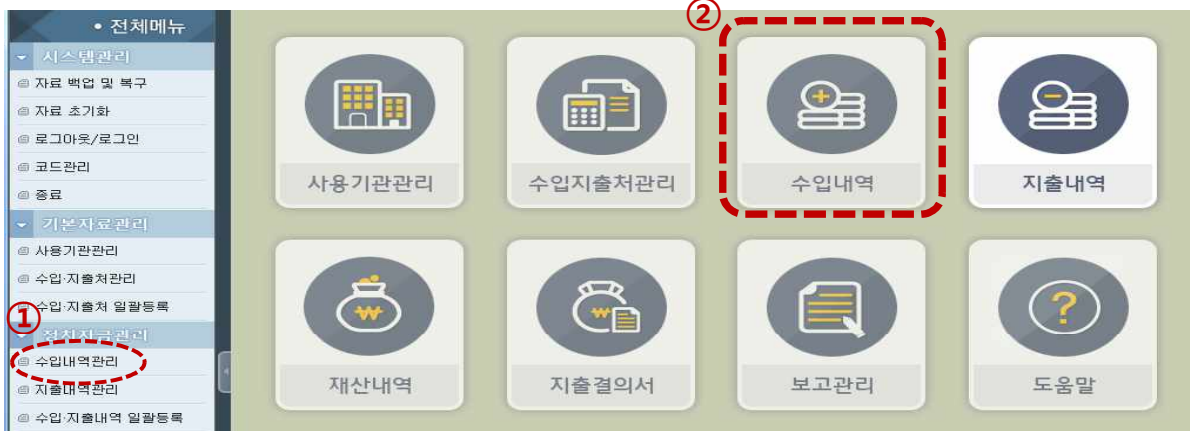 • 전체메뉴
시스템관리
자료 백업 및 복구
자료 초기화
로그아웃/로그인
코드관리
종료
기본자료관리
사용기관관리
수입·지출처관리
수입·지출처 일괄등록
①
정치자금관리
수입내역관리
지출내역관리
수입·지출내역 일괄등록
②
사용기관관리
수입지출처관리
수입내역
지출내역
재산내역
지출결의서
보고관리
도움말